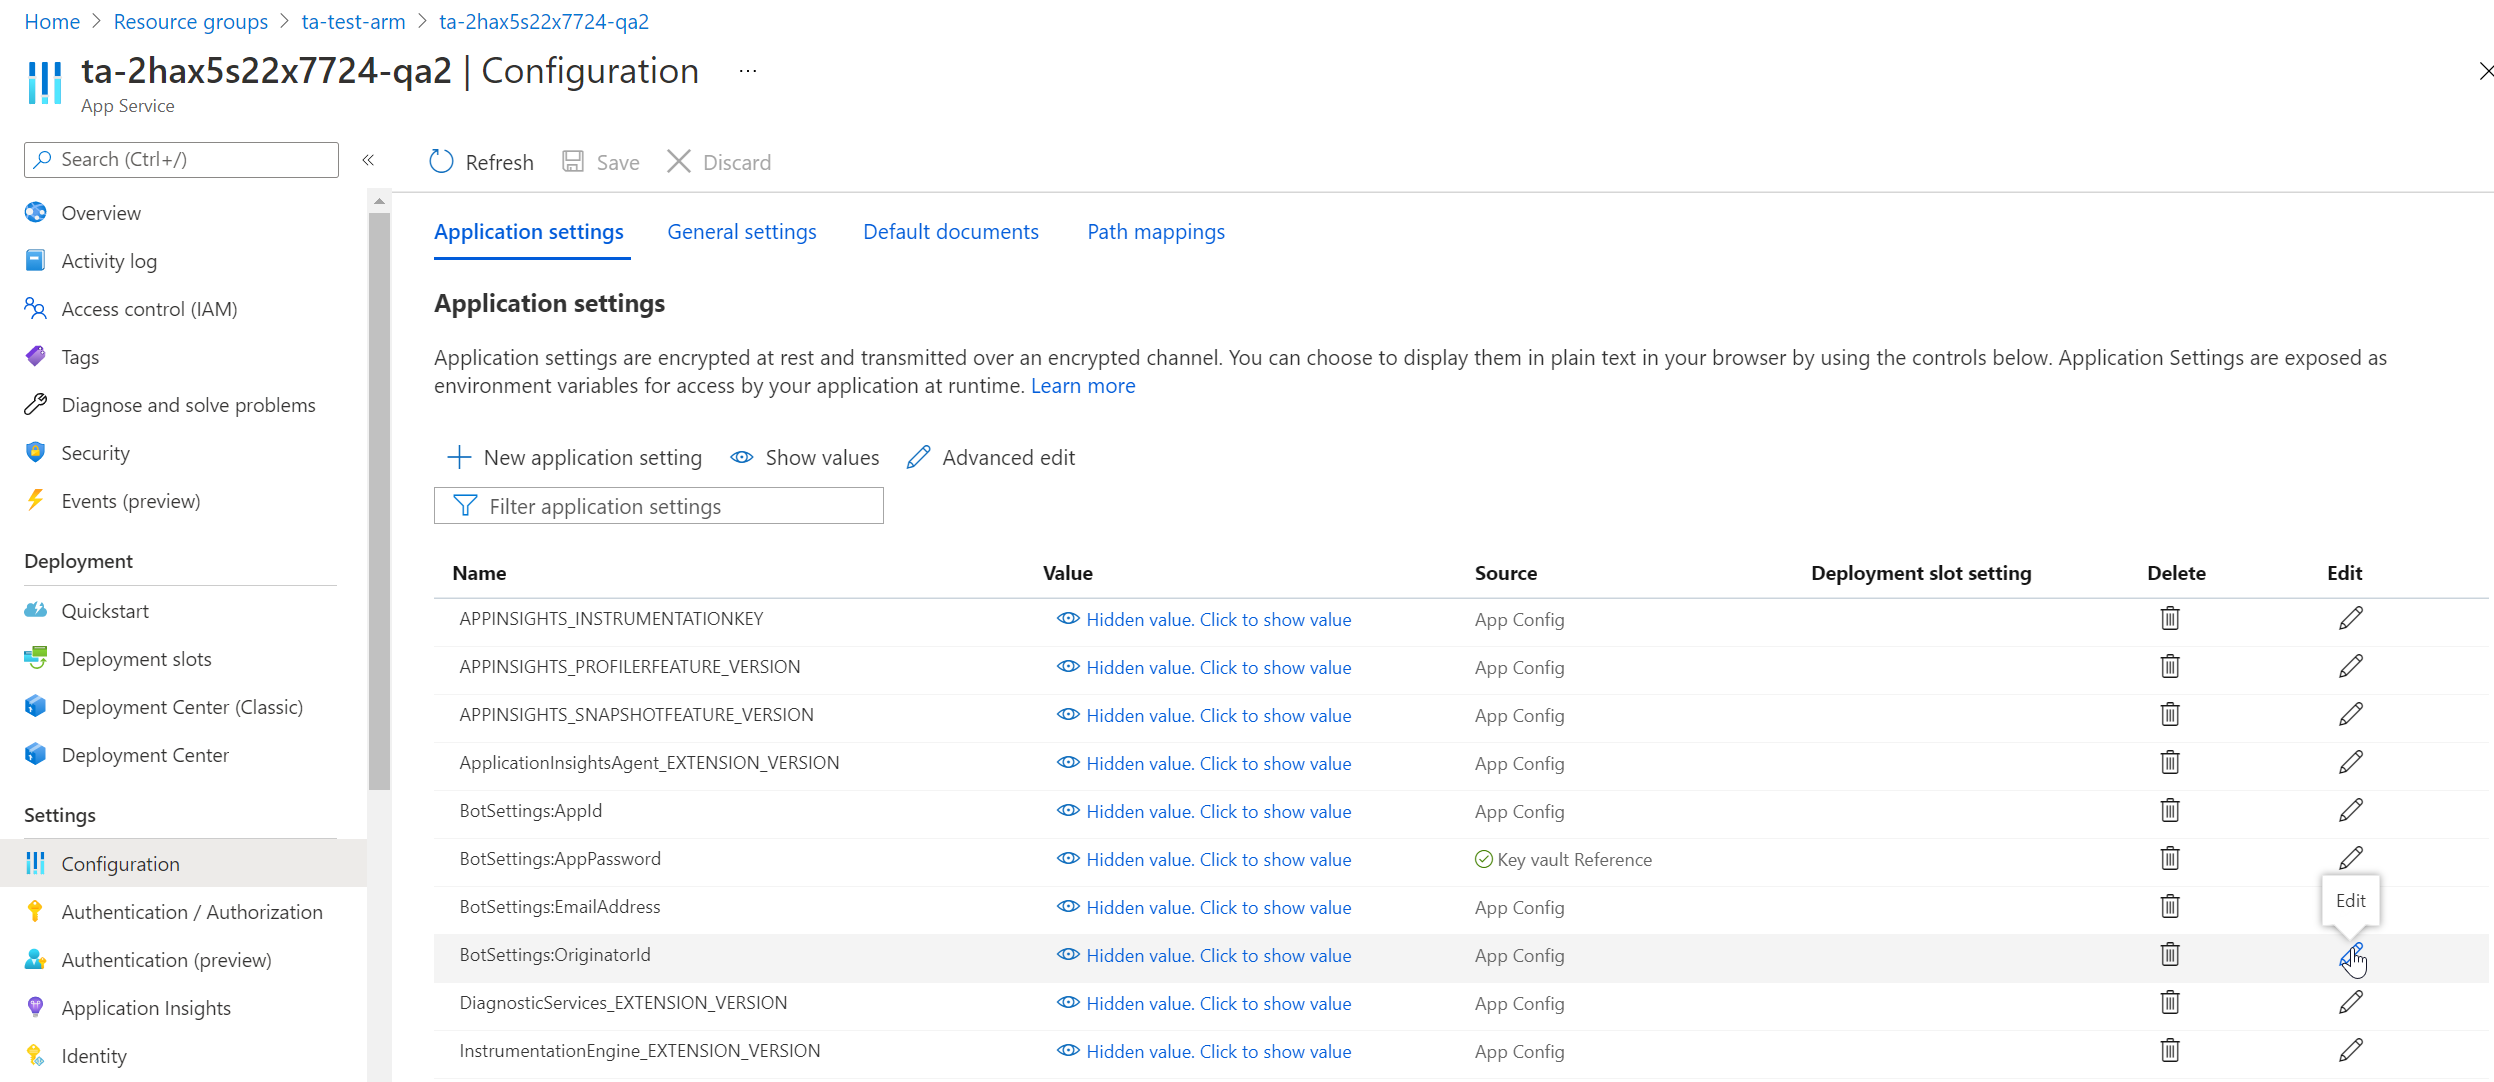 Home > Resource groups > ta-test-arm > ta-2hax5s22x7724-qa2
ta-2hax5s22x7724-qa2 | Configuration ...
App Service
Search (Ctrl+/)
«
Overview
Activity log
Access control (IAM)
Tags
Diagnose and solve problems
Security
Events (preview)
Deployment
Quickstart
Deployment slots
Deployment Center (Classic)
Deployment Center
Settings
Configuration
Authentication / Authorization
Authentication (preview)
Application Insights
Identity
Refresh Save Discard
Application settings General settings Default documents Path mappings
Application settings
Application settings are encrypted at rest and transmitted over an encrypted channel. You can choose to display them in plain text in your browser by using the controls below. Application Settings are exposed as
environment variables for access by your application at runtime. Learn more
New application setting Show values Advanced edit
Filter application settings
Name Value Source Deployment slot setting Delete Edit
APPINSIGHTS_INSTRUMENTATIONKEY Hidden value. Click to show value App Config
APPINSIGHTS_PROFILERFEATURE_VERSION Hidden value. Click to show value App Config
APPINSIGHTS_SNAPSHOTFEATURE_VERSION Hidden value. Click to show value App Config
ApplicationInsightsAgent_EXTENSION_VERSION Hidden value. Click to show value App Config
BotSettings:AppId Hidden value. Click to show value App Config
BotSettings:AppPassword Hidden value. Click to show value Key vault Reference
BotSettings:EmailAddress Hidden value. Click to show value App Config
Edit
BotSettings:OriginatorId Hidden value. Click to show value App Config
DiagnosticServices_EXTENSION_VERSION Hidden value. Click to show value App Config
InstrumentationEngine_EXTENSION_VERSION Hidden value. Click to show value App Config